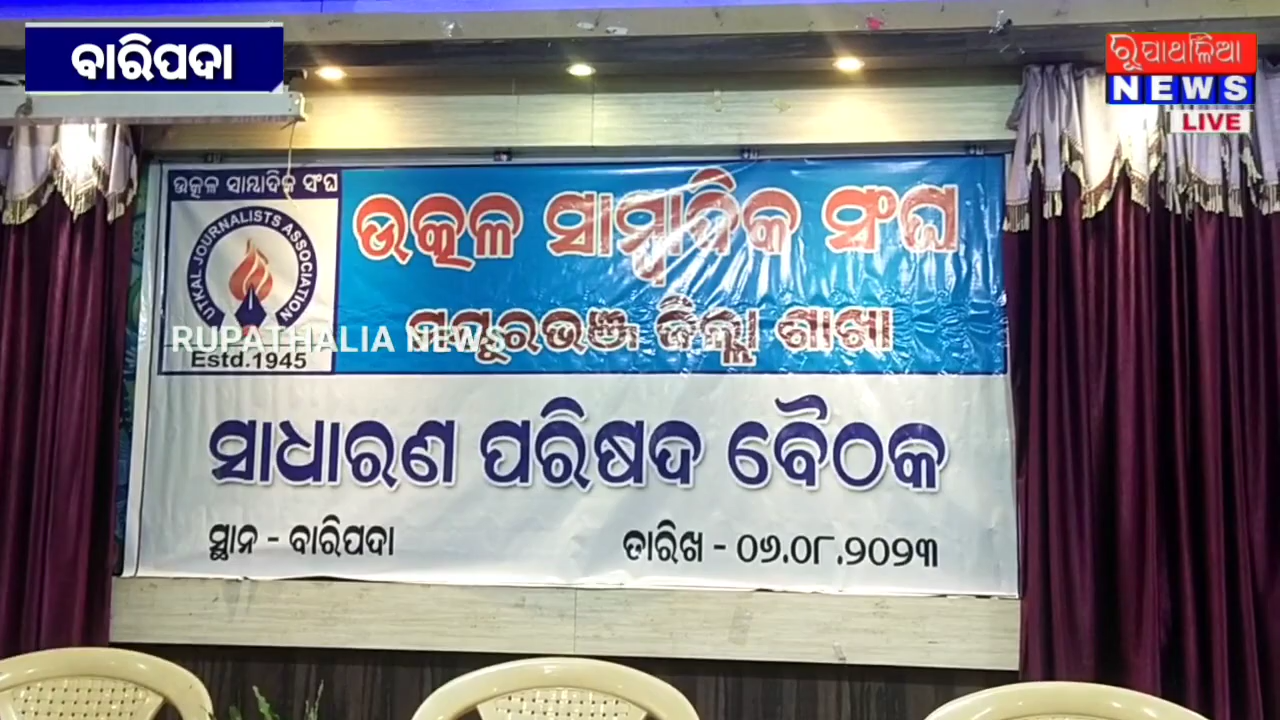 ବାରିପଦା
ରୂପାଥାଳିଆ
NEWS
LIVE
ଉତ୍କଳ ସାମ୍ବାଦିକ ସଂଘ
UTKAL JOURNALISTS ASSOCIATION
Estd.1945
ଉତ୍କଳ ସାମ୍ବାଦିକ ସଂଘ
ମୟୂରଭଞ୍ଜ ଜିଲ୍ଲା ଶାଖା
RUPATHALIA NEWS
ସାଧାରଣ ପରିଷଦ ବୈଠକ
ସ୍ଥାନ - ବାରିପଦା
ତାରିଖ - ୦୬.୦୮.୨୦୨୩